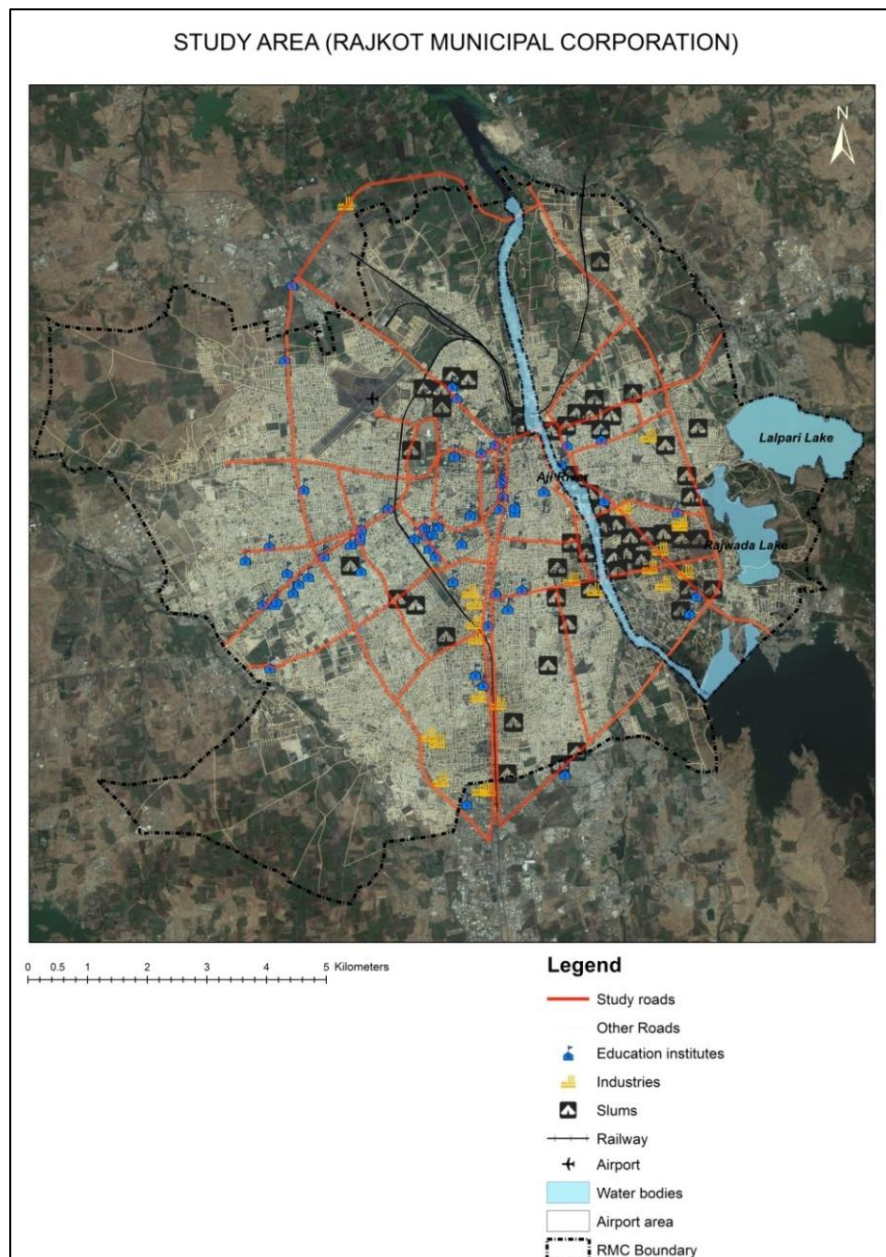 STUDY AREA (RAJKOT MUNICIPAL CORPORATION)
N
Lalpari Lake
Aji River
Rajwada Lake
0 0.5 1 2 3 4 5 Kilometers
Legend
Study roads
Other Roads
Education institutes
Industries
Slums
Railway
Airport
Water bodies
Airport area
RMC Boundary